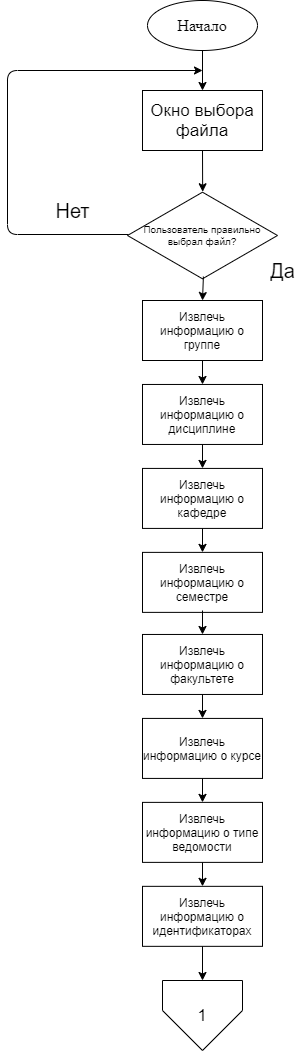 Начало
Окно выбора
файла
Пользователь правильно
выбрал файл?
Нет
Да
Извлечь
информацию о
группе
Извлечь
информацию о
дисциплине
Извлечь
информацию о
кафедре
Извлечь
информацию о
семестре
Извлечь
информацию о
факультете
Извлечь
информацию о курсе
Извлечь
информацию о типе
ведомости
Извлечь
информацию о
идентификаторах
1